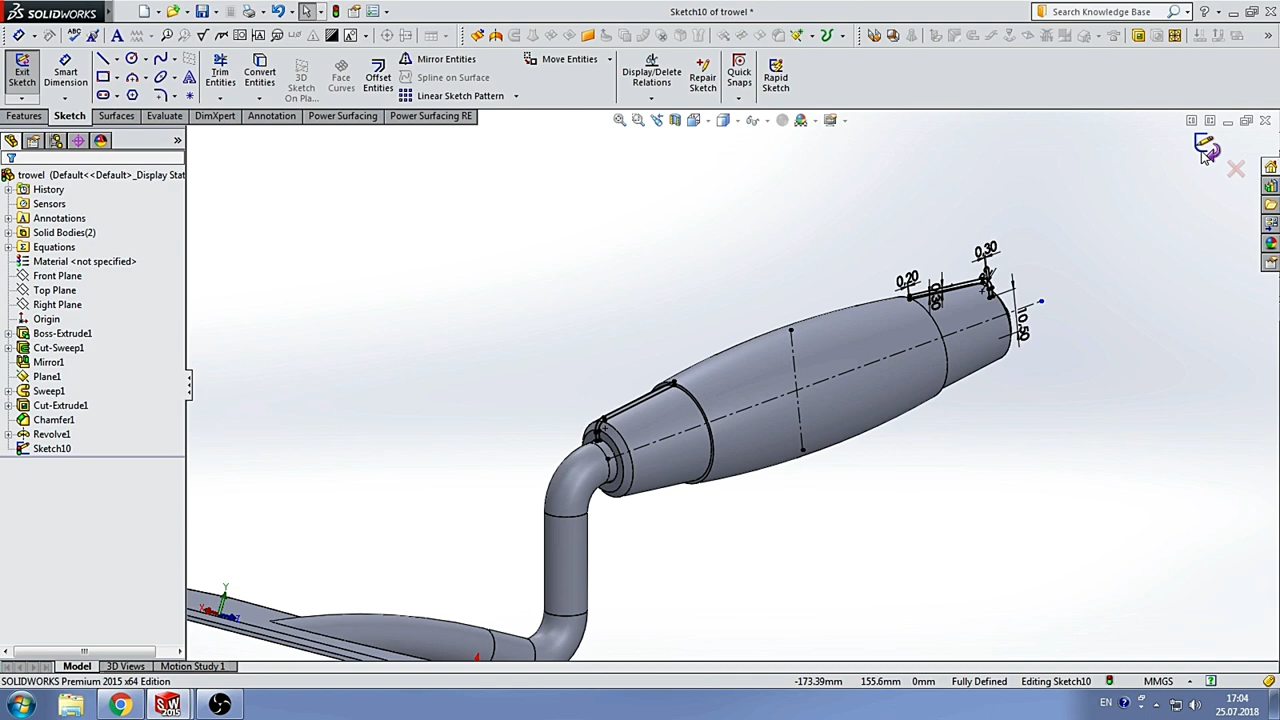 SOLIDWORKS
Sketch10 of trowel *
Search Knowledge Base
Exit Sketch
Smart Dimension
Trim Entities
Convert Entities
3D Sketch On Pla...
Face Curves
Offset Entities
Mirror Entities
Spline on Surface
Linear Sketch Pattern
Move Entities
Display/Delete Relations
Repair Sketch
Quick Snaps
Rapid Sketch
Features
Sketch
Surfaces
Evaluate
DimXpert
Annotation
Power Surfacing
Power Surfacing RE
trowel (Default<<Default>_Display Stat
History
Sensors
Annotations
Solid Bodies(2)
Equations
Material <not specified>
Front Plane
Top Plane
Right Plane
Origin
Boss-Extrude1
Cut-Sweep1
Mirror1
Plane1
Sweep1
Cut-Extrude1
Chamfer1
Revolve1
Sketch10
0,20
0,30
0,30
10,50
Y
X
Z
Model
3D Views
Motion Study 1
SOLIDWORKS Premium 2015 x64 Edition
-173.39mm
155.6mm
0mm
Fully Defined
Editing Sketch10
MMGS
EN
17:04
25.07.2018